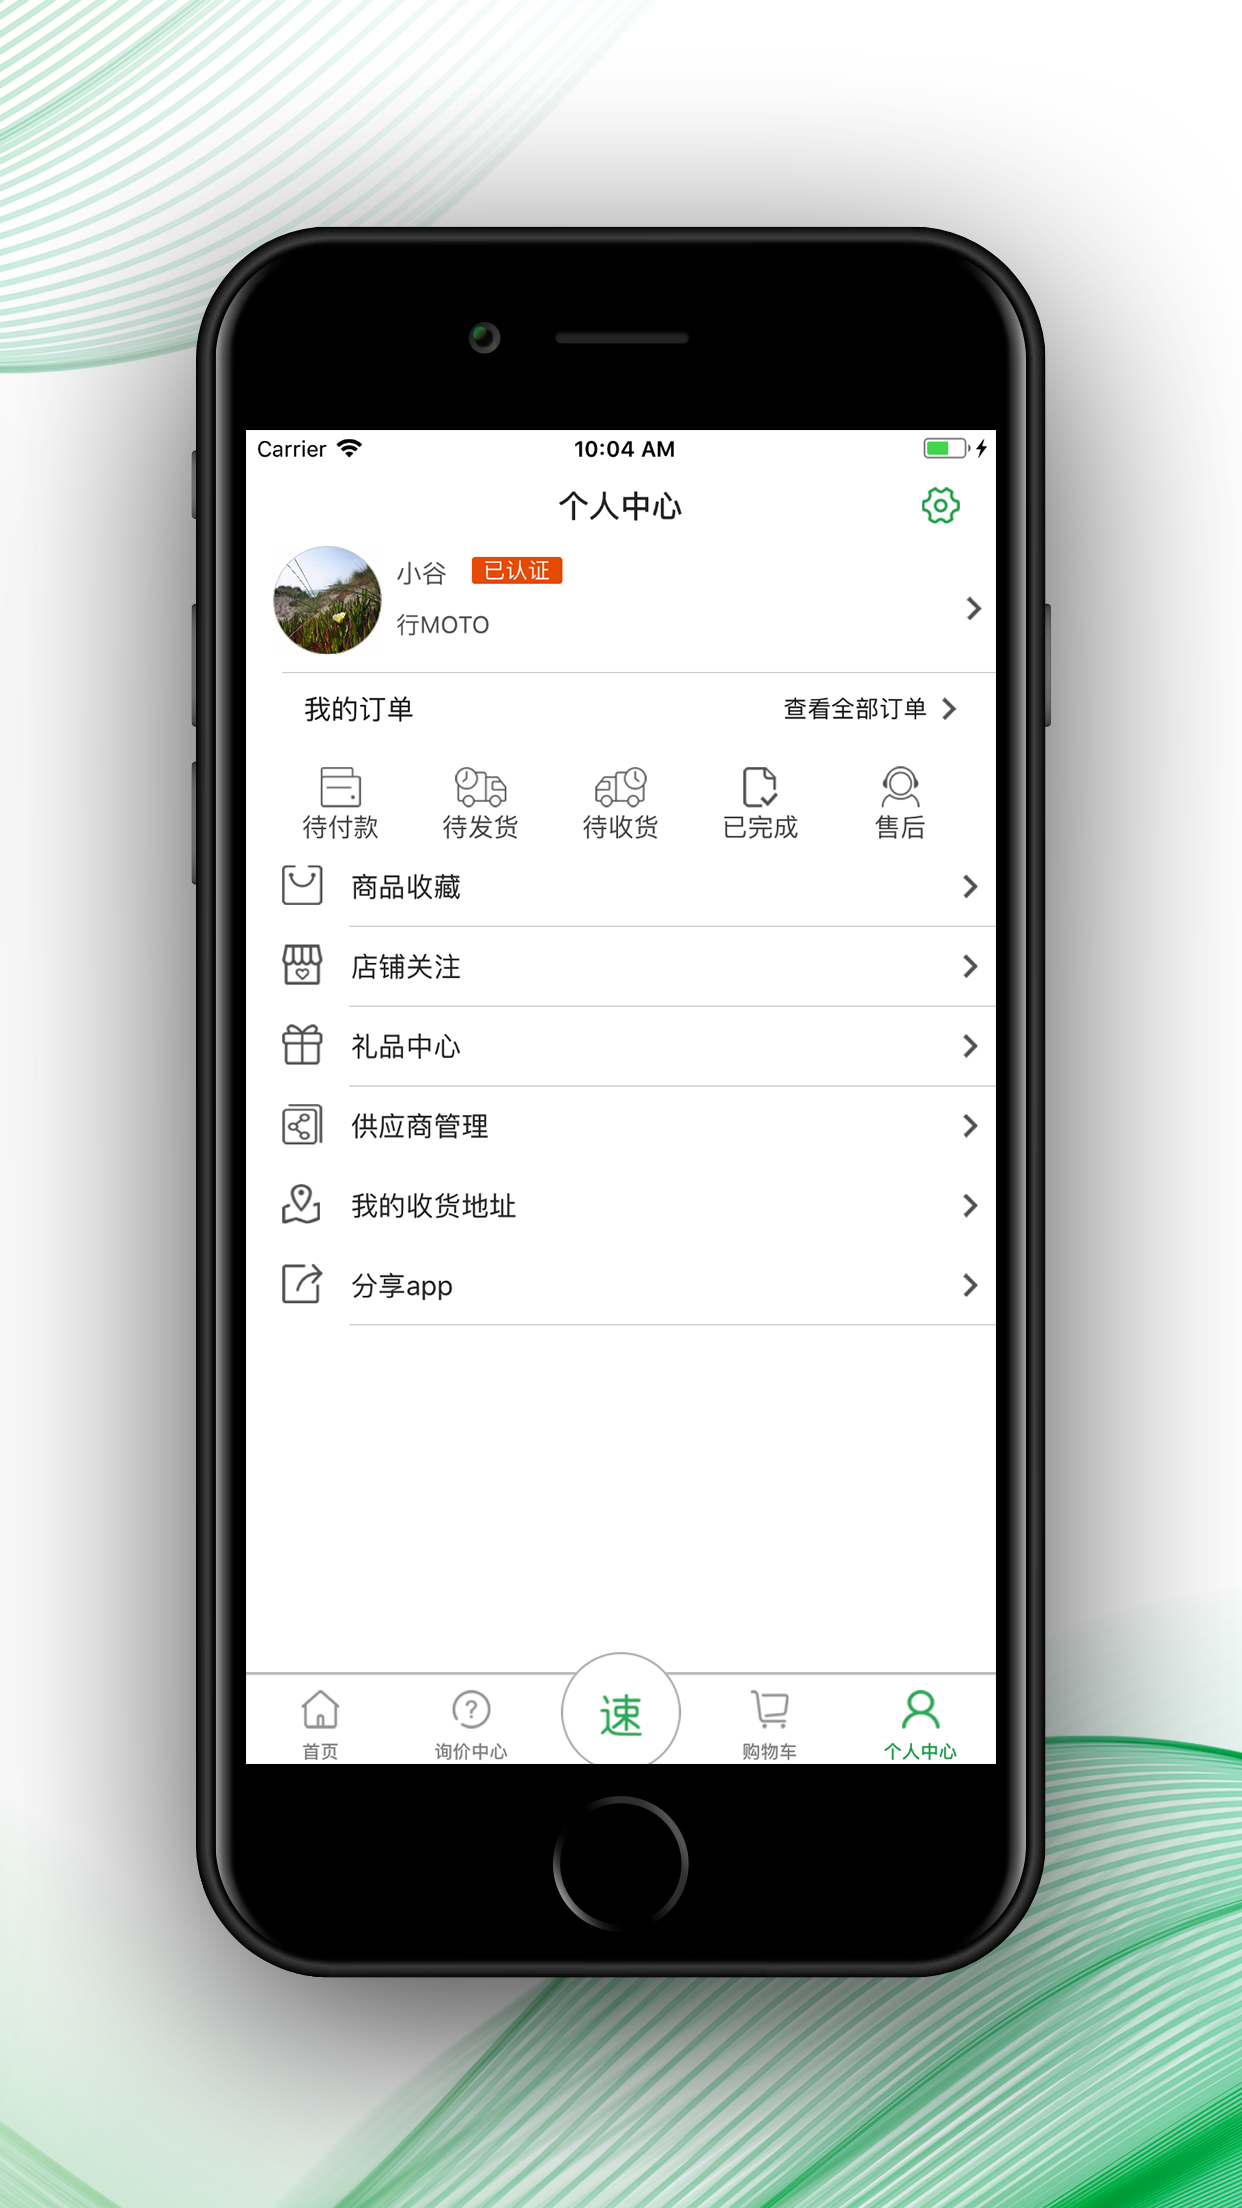 Carrier 10:04 AM
个人中心
小谷 已认证
行MOTO
我的订单 查看全部订单
待付款 待发货 待收货 已完成 售后
商品收藏
店铺关注
礼品中心
供应商管理
我的收货地址
分享app
速
首页 询价中心 购物车 个人中心